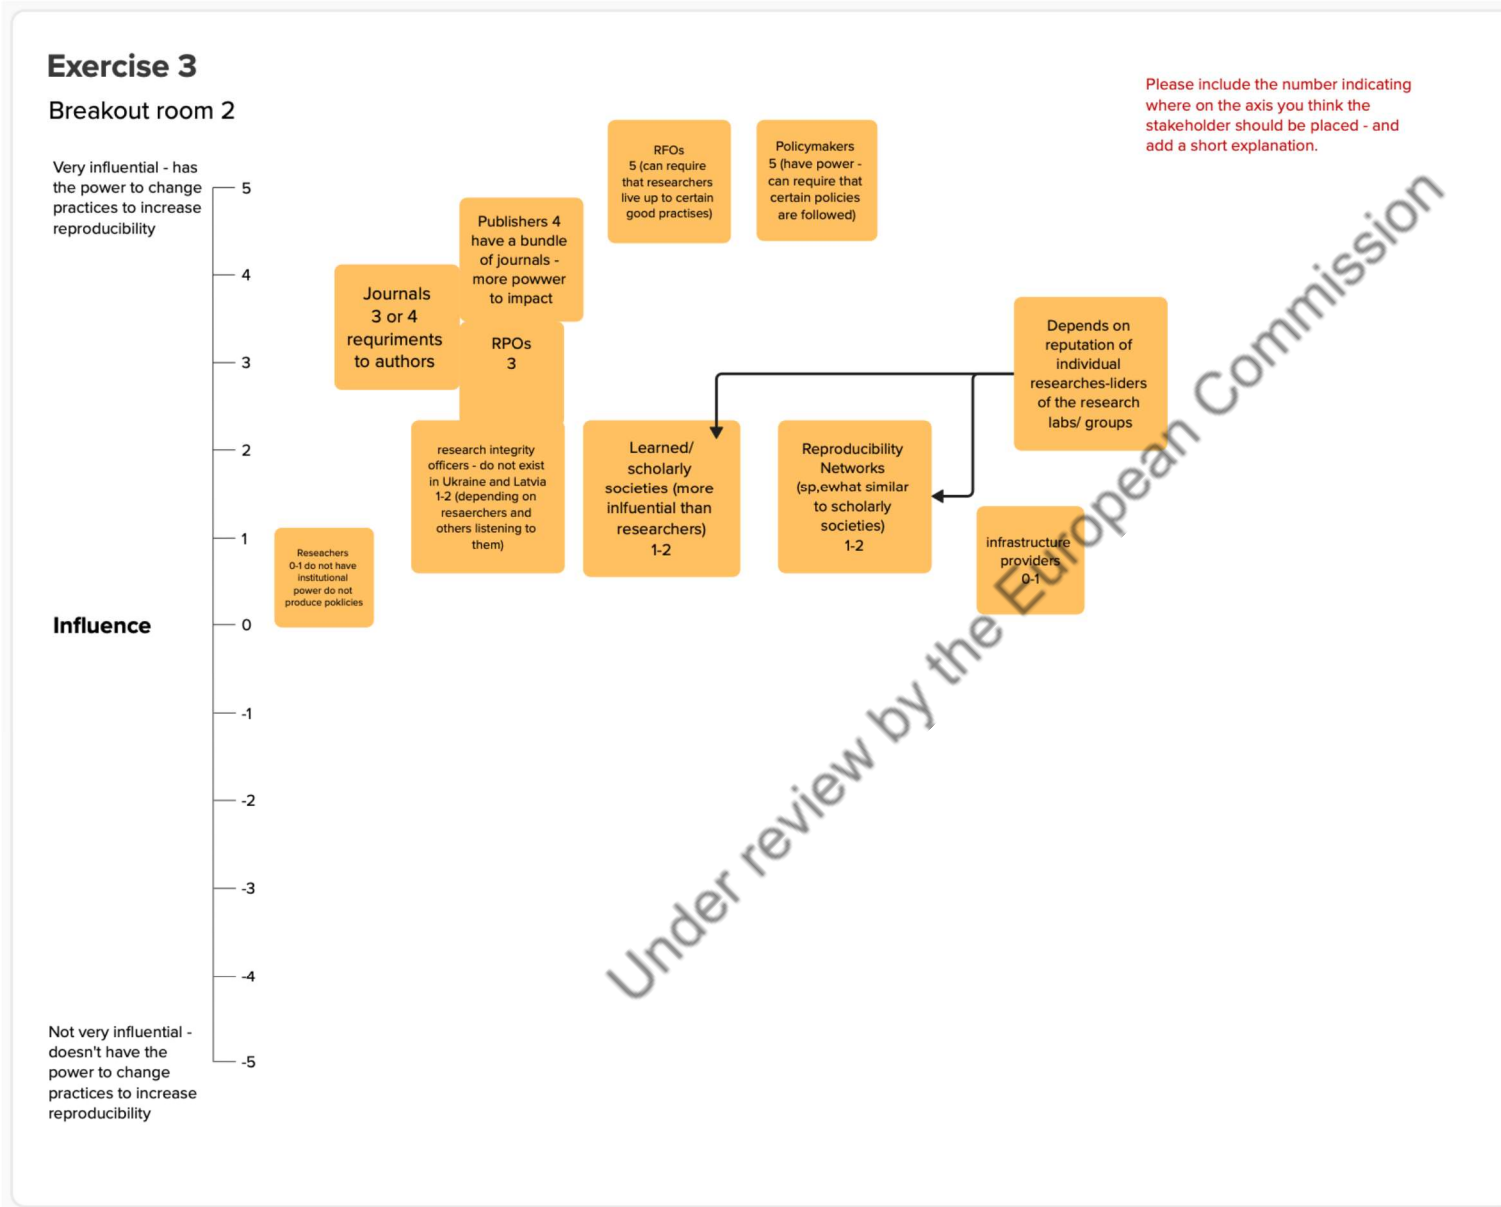 Exercise 3
Breakout room 2
Please include the number indicating
where on the axis you think the
stakeholder should be placed - and
add a short explanation.
Very influential - has
the power to change
practices to increase
reproducibility
5
4
3
2
1
0
-1
-2
-3
-4
-5
Influence
Not very influential -
doesn't have the
power to change
practices to increase
reproducibility
RFOs
5 (can require
that researchers
live up to certain
good practises)
Policymakers
5 (have power -
can require that
certain policies
are followed)
Publishers 4
have a bundle
of journals -
more powwer
to impact
Journals
3 or 4
requriments
to authors
RPOs
3
Depends on
reputation of
individual
researches-liders
of the research
labs/ groups
research integrity
officers - do not exist
in Ukraine and Latvia
1-2 (depending on
resaerchers and
others listening to
them)
Learned/
scholarly
societies (more
inlfuential than
researchers)
1-2
Reproducibility
Networks
(sp,ewhat similar
to scholarly
societies)
1-2
infrastructure
providers
0-1
Reseachers
0-1 do not have
institutional
power do not
produce poklicies
Under review by the European Commission